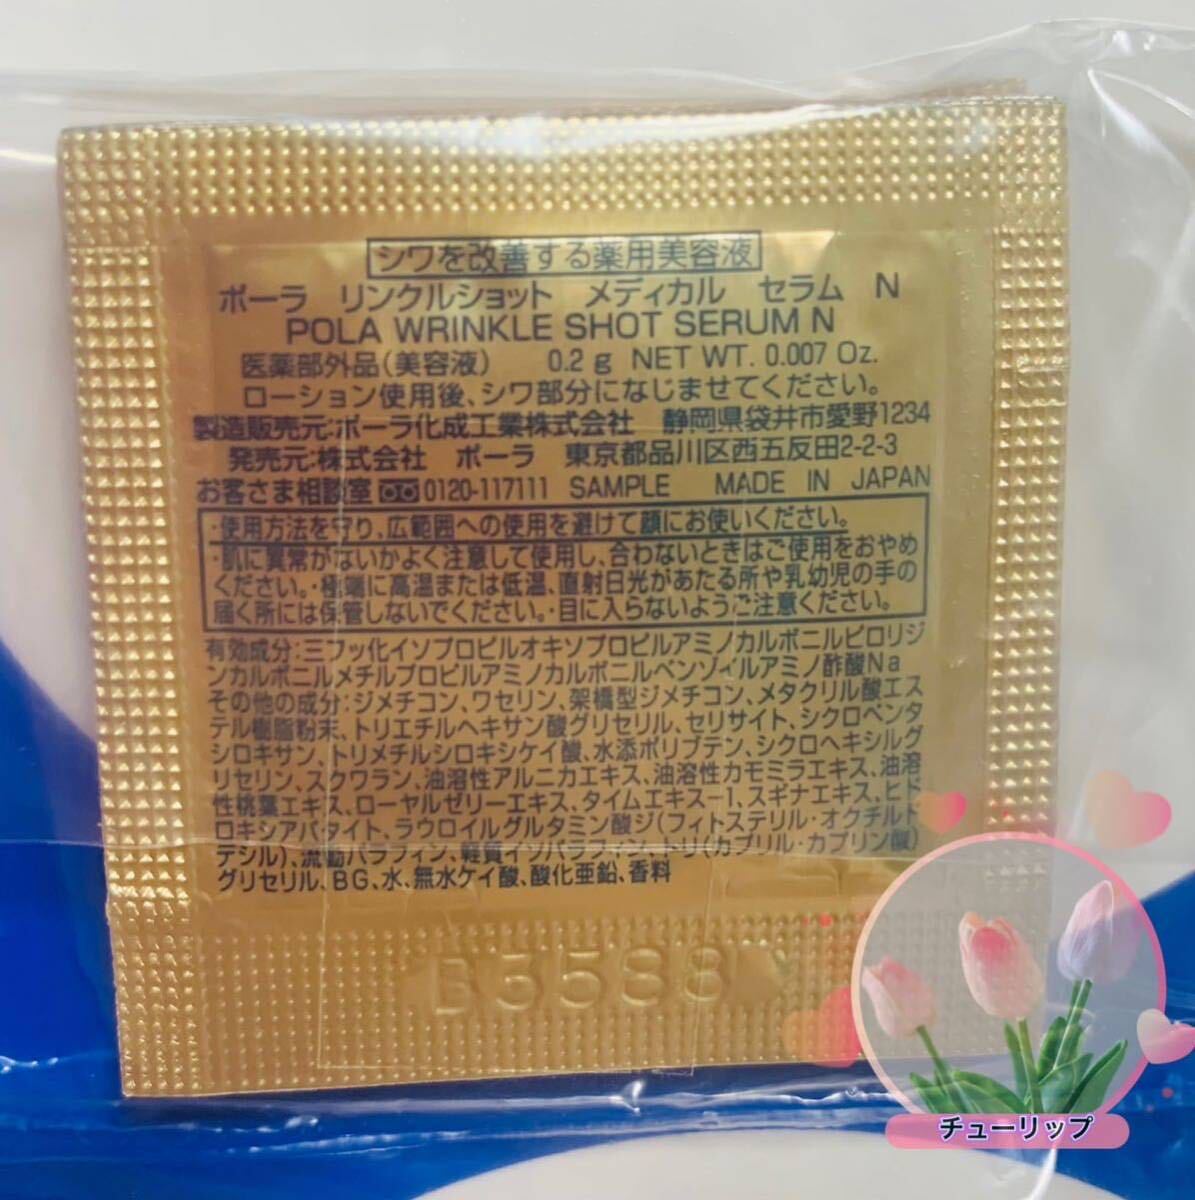 シワを改善する薬用美容液
ポーラ リンクルショット メディカル セラム N
POLA WRINKLE SHOT SERUM N
医薬部外品(美容液) 0.2g NET WT. 0.007 Oz.
ローション使用後、シワ部分になじませてください。
製造販売元:ポーラ化成工業株式会社 静岡県袋井市愛野1234
発売元:株式会社 ポーラ 東京都品川区西五反田2-2-3
お客さま相談室 0120-117111 SAMPLE MADE IN JAPAN
・使用方法を守り、広範囲への使用を避けて顔にお使いください。
・肌に異常がないかよく注意して使用し、合わないときはご使用をおやめ
ください。・極端に高温または低温、直射日光があたる所や乳幼児の手の
届く所には保管しないでください。・目に入らないようご注意ください。
有効成分:三フッ化イソプロピルオキソプロピルアミノカルボニルピロリジ
ンカルボニルメチルプロピルアミノカルボニルベンゾイルアミノ酢酸Na
その他の成分:ジメチコン、ワセリン、架橋型ジメチコン、メタクリル酸エス
テル樹脂粉末、トリエチルヘキサン酸グリセリル、セリサイト、シクロペンタ
シロキサン、トリメチルシロキシケイ酸、水添ポリブテン、シクロヘキシルグ
リセリン、スクワラン、油溶性アルニカエキス、油溶性カモミラエキス、油溶
性桃葉エキス、ローヤルゼリーエキス、タイムエキス-1、スギナエキス、ヒド
ロキシアパタイト、ラウロイルグルタミン酸ジ(フィトステリル・オクチルド
デシル)、流動パラフィン、軽質イソパラフィン、トリ(カプリル・カプリン酸)
グリセリル、BG、水、無水ケイ酸、酸化亜鉛、香料
B3588
チューリップ